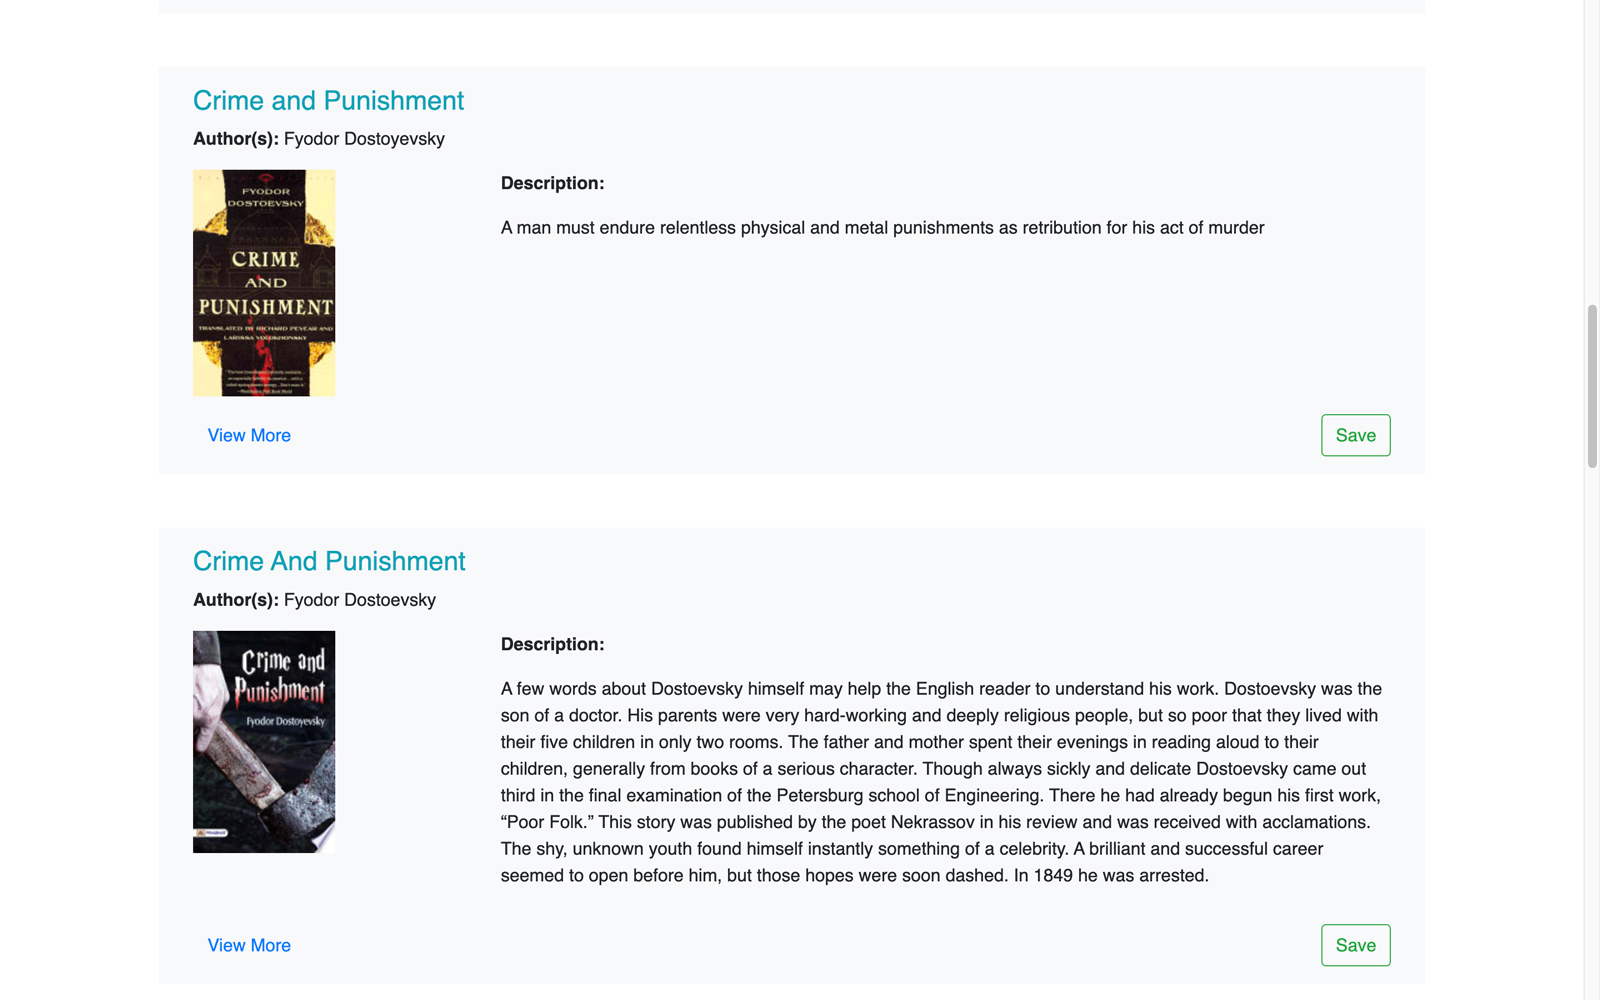 Crime and Punishment
Author(s): Fyodor Dostoyevsky
FYODOR
DOSTOEVSKY
CRIME
AND
PUNISHMENT
TRANSLATED BY RICHARD PEVEAR AND
LARISSA VOLOKHONSKY
Description:
A man must endure relentless physical and metal punishments as retribution for his act of murder
View More
Save
Crime And Punishment
Author(s): Fyodor Dostoevsky
Crime and
Punishment
Fyodor Dostoyevsky
Description:
A few words about Dostoevsky himself may help the English reader to understand his work. Dostoevsky was the
son of a doctor. His parents were very hard-working and deeply religious people, but so poor that they lived with
their five children in only two rooms. The father and mother spent their evenings in reading aloud to their
children, generally from books of a serious character. Though always sickly and delicate Dostoevsky came out
third in the final examination of the Petersburg school of Engineering. There he had already begun his first work,
“Poor Folk.” This story was published by the poet Nekrassov in his review and was received with acclamations.
The shy, unknown youth found himself instantly something of a celebrity. A brilliant and successful career
seemed to open before him, but those hopes were soon dashed. In 1849 he was arrested.
View More
Save